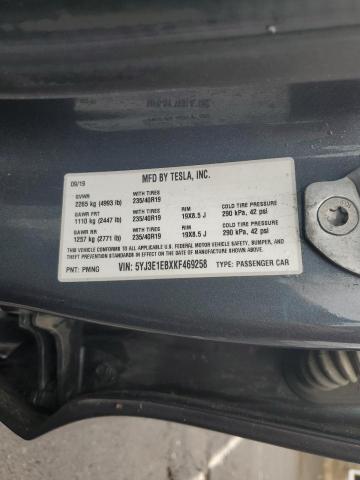 09/19 MFD BY TESLA, INC.
GVWR WITH TIRES
2265 kg (4993 lb) 235/40R19
GAWR FRT WITH TIRES RIM COLD TIRE PRESSURE
1110 kg (2447 lb) 235/40R19 19X8.5 J 290 kPa, 42 psi
GAWR RR WITH TIRES RIM COLD TIRE PRESSURE
1257 kg (2771 lb) 235/40R19 19X8.5 J 290 kPa, 42 psi
THIS VEHICLE CONFORMS TO ALL APPLICABLE U.S. FEDERAL MOTOR VEHICLE SAFETY, BUMPER, AND
THEFT PREVENTION STANDARDS IN EFFECT ON THE DATE OF MANUFACTURE SHOWN ABOVE.
PNT: PMNG VIN: 5YJ3E1EBXKF469258 TYPE: PASSENGER CAR